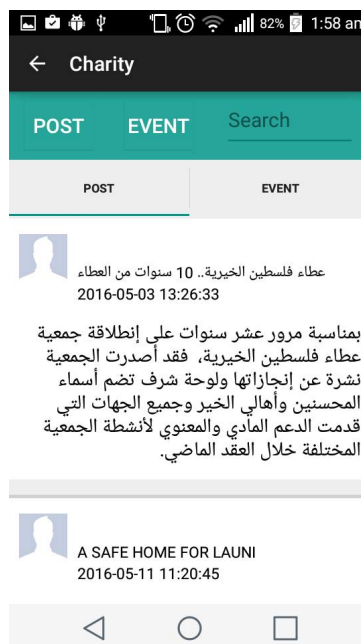 82% 1:58 am
Charity
POST EVENT Search
POST EVENT
عطاء فلسطين الخيرية.. 10 سنوات من العطاء
2016-05-03 13:26:33
بمناسبة مرور عشر سنوات على إنطلاقة جمعية
عطاء فلسطين الخيرية، فقد أصدرت الجمعية
نشرة عن إنجازاتها ولوحة شرف تضم أسماء
المحسنين وأهالي الخير وجميع الجهات التي
قدمت الدعم المادي والمعنوي لأنشطة الجمعية
المختلفة خلال العقد الماضي.
A SAFE HOME FOR LAUNI
2016-05-11 11:20:45